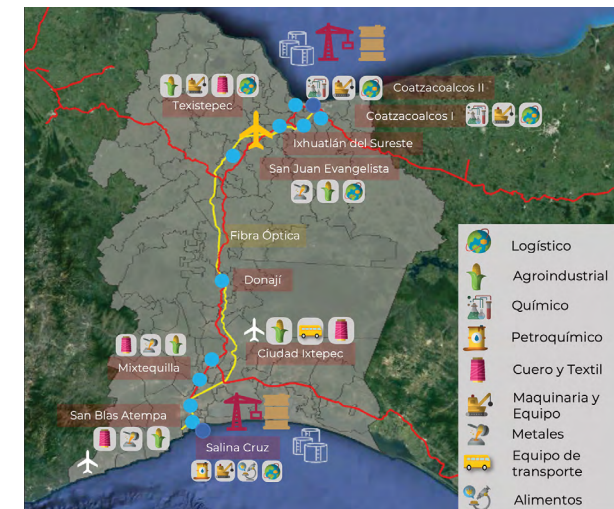 Texistepec
Coatzacoalcos II
Coatzacoalcos I
Ixhuatlán del Sureste
San Juan Evangelista
Fibra Óptica
Donají
Ciudad Ixtepec
Mixtequilla
San Blas Atempa
Salina Cruz
Logístico
Agroindustrial
Químico
Petroquímico
Cuero y Textil
Maquinaria y
Equipo
Metales
Equipo de
transporte
Alimentos